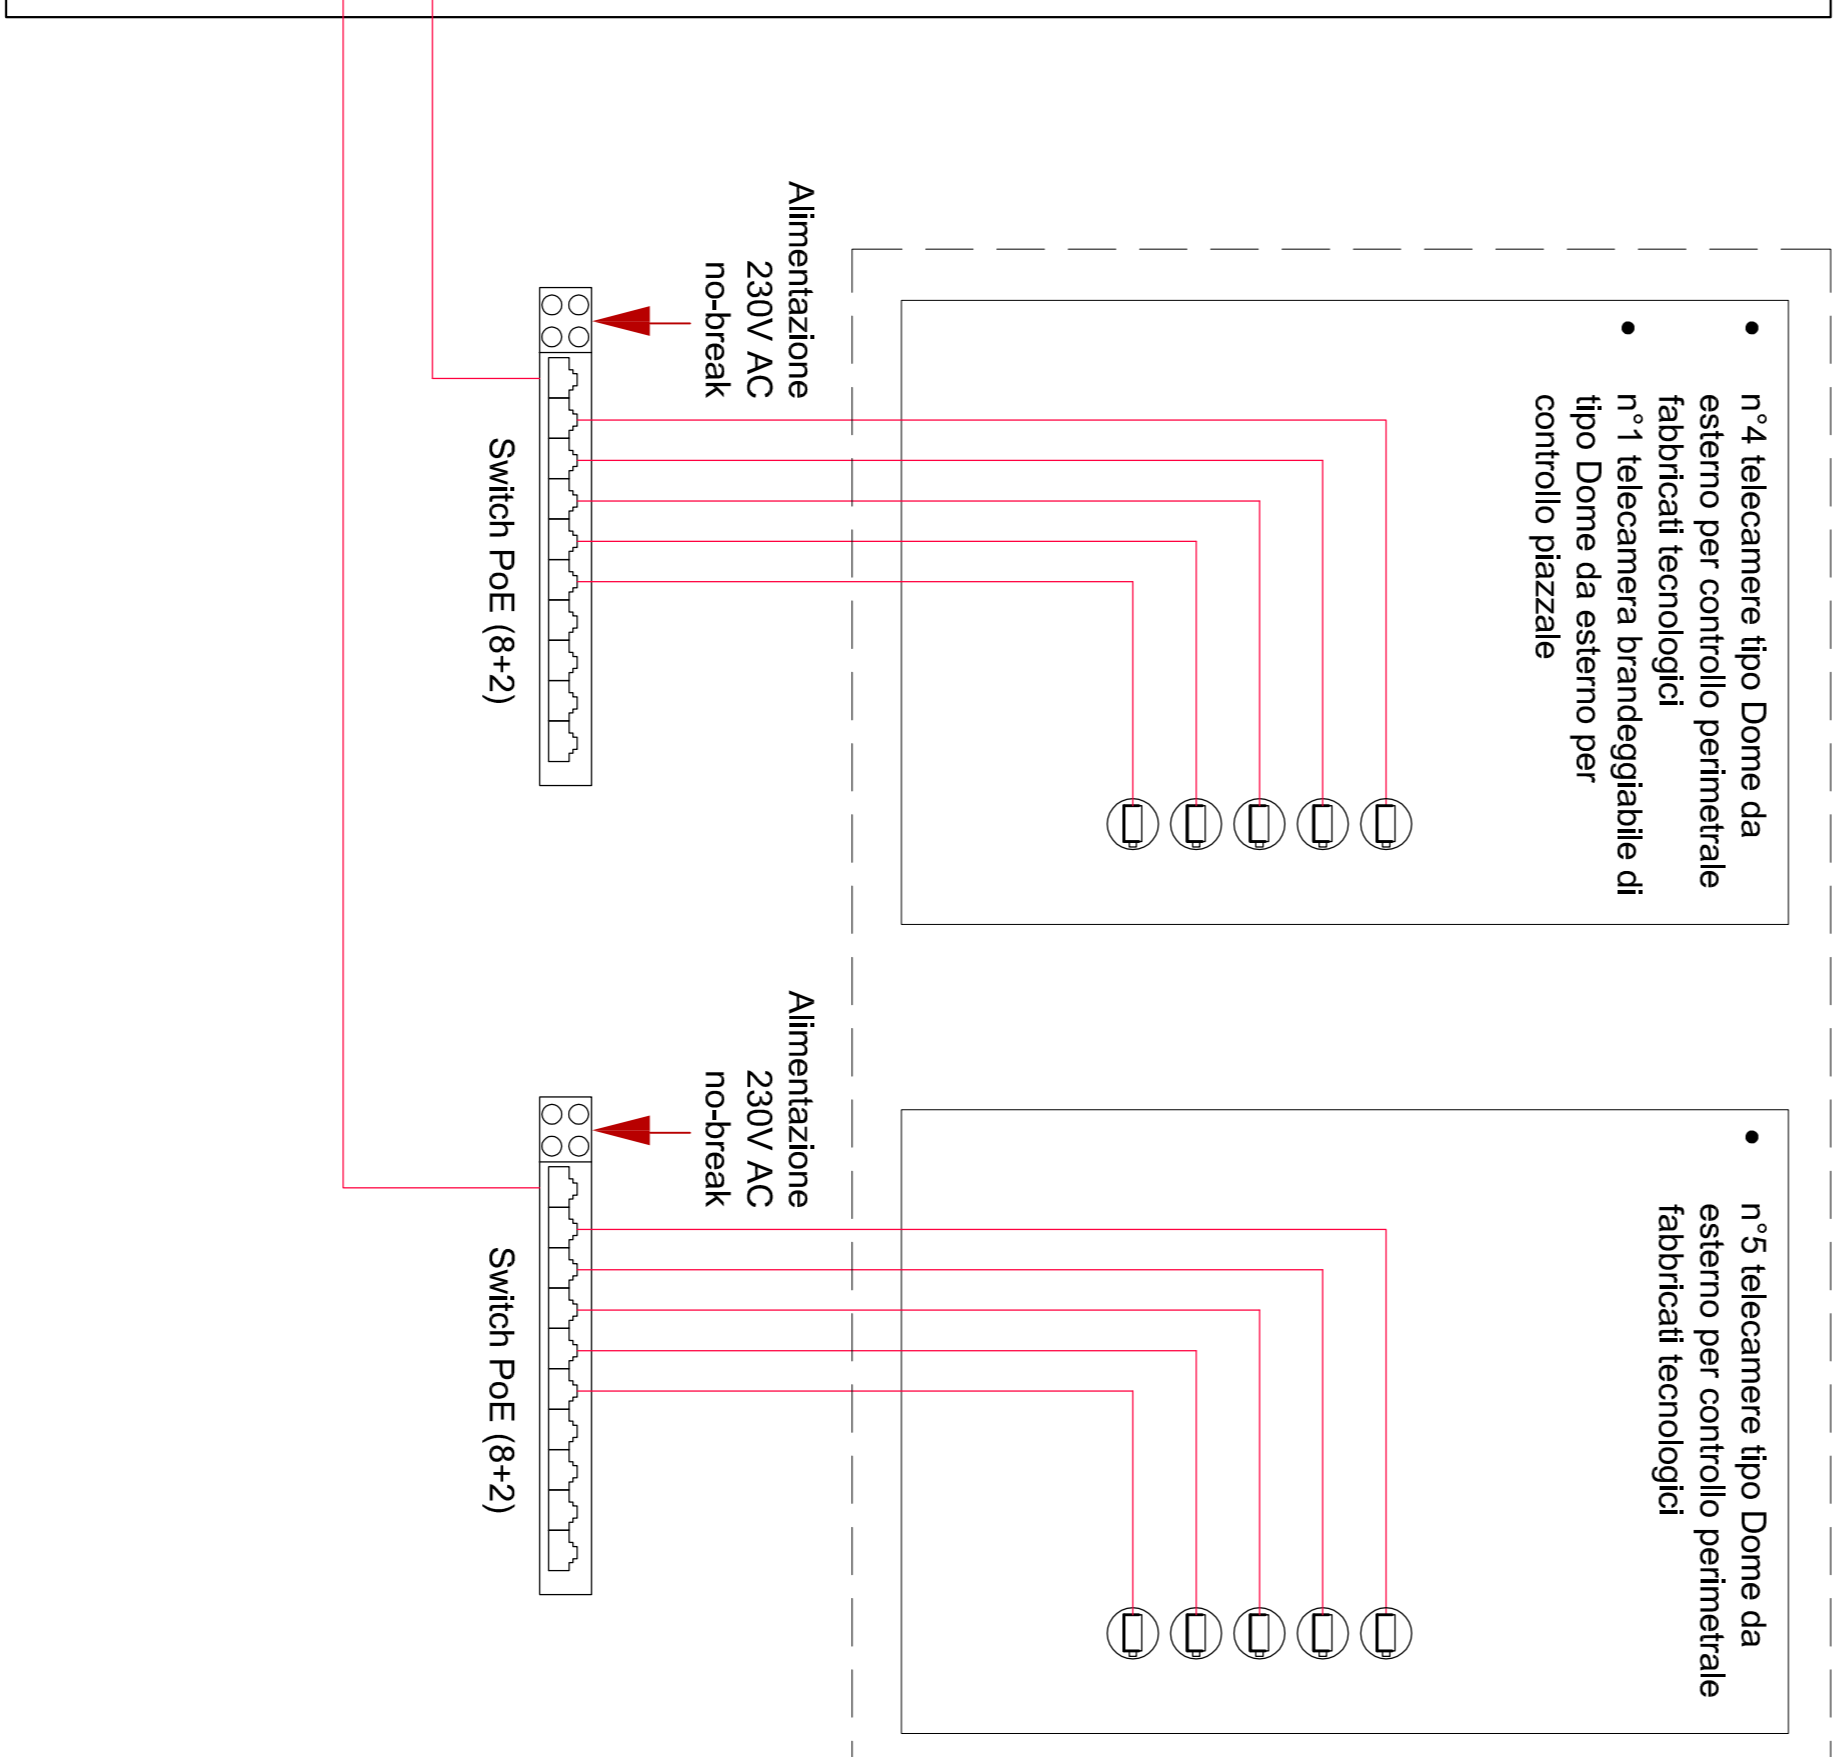 n°4 telecamere tipo Dome da
esterno per controllo perimetrale
fabbricati tecnologici
n°1 telecamera brandeggiabile di
tipo Dome da esterno per
controllo piazzale
Alimentazione
230V AC
no-break
Switch PoE (8+2)
n°5 telecamere tipo Dome da
esterno per controllo perimetrale
fabbricati tecnologici
Alimentazione
230V AC
no-break
Switch PoE (8+2)